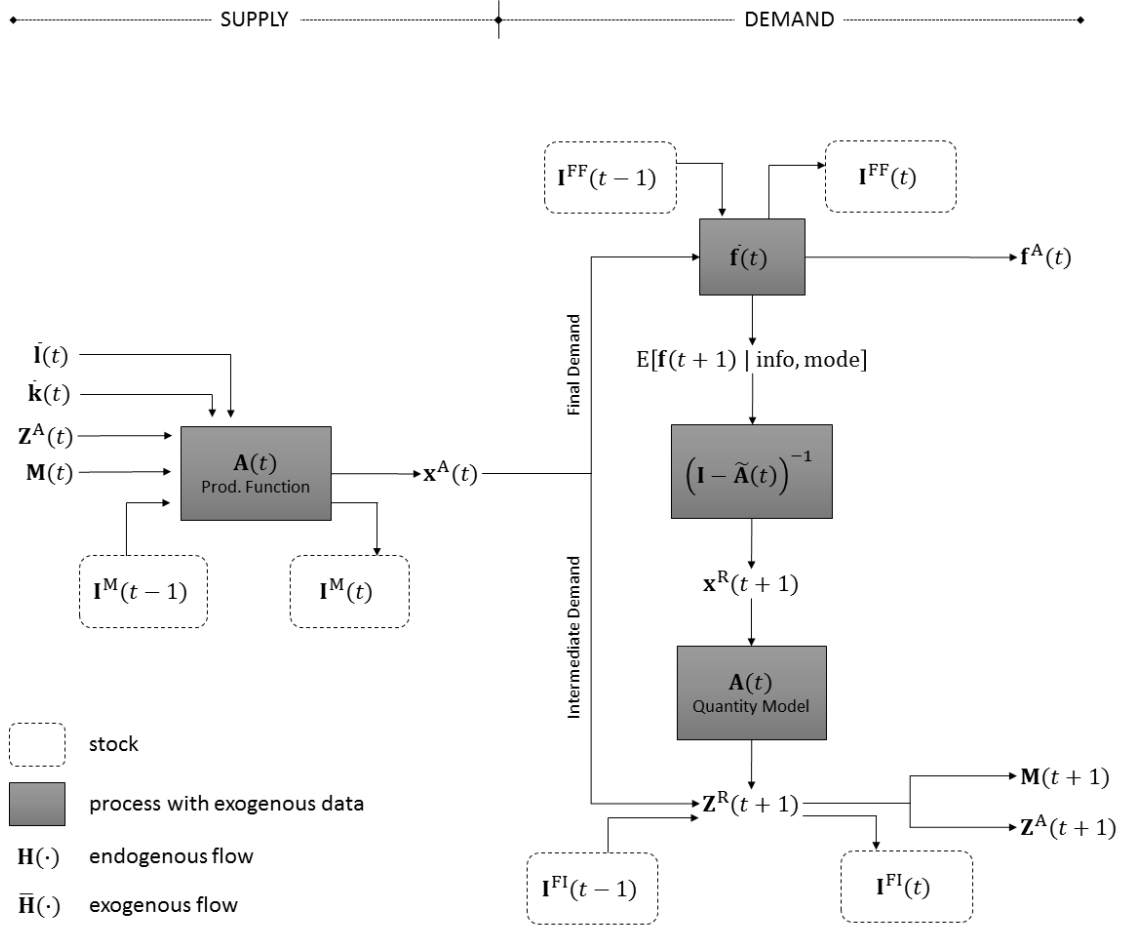 SUPPLY
DEMAND
I^FF(t − 1)
I^FF(t)
f̄(t)
f^A(t)
Final Demand
E[f(t + 1) | info, mode]
l̄(t)
k̄(t)
Z^A(t)
M(t)
A(t)
Prod. Function
x^A(t)
(I − Ã(t))^−1
I^M(t − 1)
I^M(t)
x^R(t + 1)
Intermediate Demand
A(t)
Quantity Model
stock
process with exogenous data
H(·) endogenous flow
H̄(·) exogenous flow
Z^R(t + 1)
M(t + 1)
Z^A(t + 1)
I^FI(t − 1)
I^FI(t)